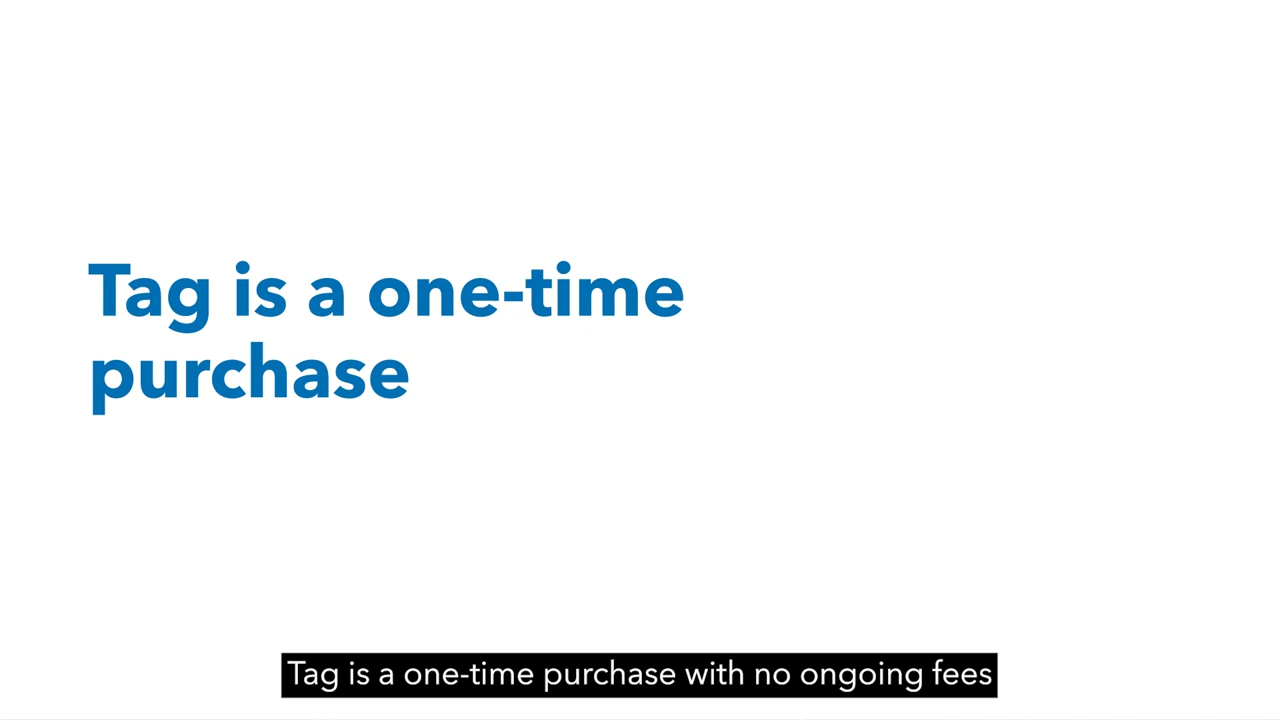 Tag is a one-time
purchase
Tag is a one-time purchase with no ongoing fees